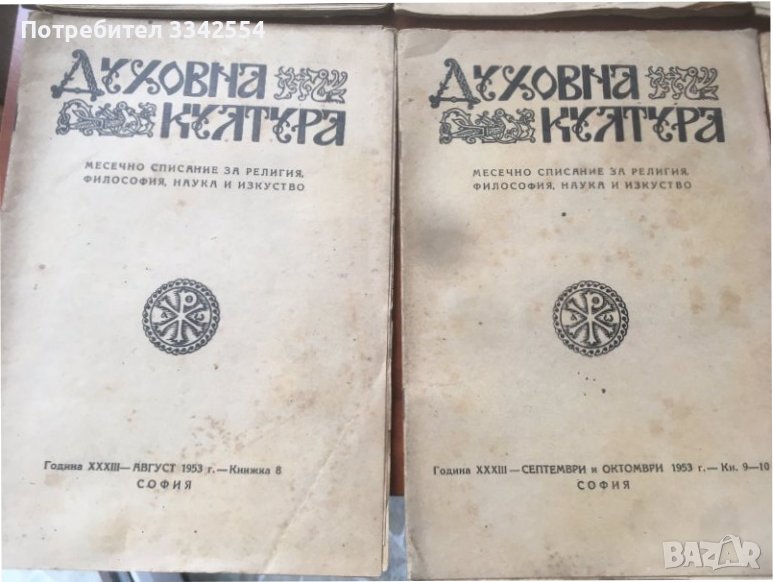 Потребител 3342554
ДУХОВНА
КУЛТУРА
МЕСЕЧНО СПИСАНИЕ ЗА РЕЛИГИЯ,
ФИЛОСОФИЯ, НАУКА И ИЗКУСТВО
Година XXXIII—АВГУСТ 1953 г.—Книжка 8
СОФИЯ
ДУХОВНА
КУЛТУРА
МЕСЕЧНО СПИСАНИЕ ЗА РЕЛИГИЯ,
ФИЛОСОФИЯ, НАУКА И ИЗКУСТВО
Година XXXIII—СЕПТЕМВРИ и ОКТОМВРИ 1953 г.—Кн. 9—10
СОФИЯ
BAZAR